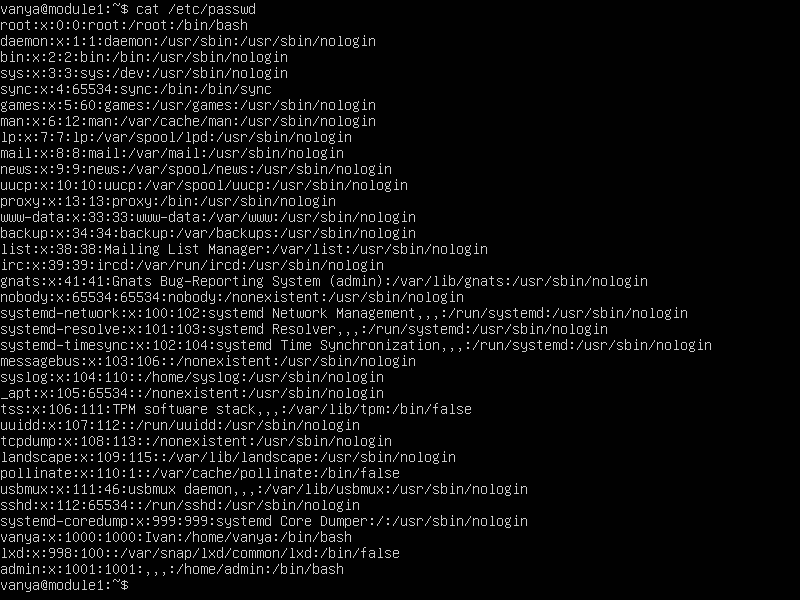 vanya@module1:~$ cat /etc/passwd
root:x:0:0:root:/root:/bin/bash
daemon:x:1:1:daemon:/usr/sbin:/usr/sbin/nologin
bin:x:2:2:bin:/bin:/usr/sbin/nologin
sys:x:3:3:sys:/dev:/usr/sbin/nologin
sync:x:4:65534:sync:/bin:/bin/sync
games:x:5:60:games:/usr/games:/usr/sbin/nologin
man:x:6:12:man:/var/cache/man:/usr/sbin/nologin
lp:x:7:7:lp:/var/spool/lpd:/usr/sbin/nologin
mail:x:8:8:mail:/var/mail:/usr/sbin/nologin
news:x:9:9:news:/var/spool/news:/usr/sbin/nologin
uucp:x:10:10:uucp:/var/spool/uucp:/usr/sbin/nologin
proxy:x:13:13:proxy:/bin:/usr/sbin/nologin
www-data:x:33:33:www-data:/var/www:/usr/sbin/nologin
backup:x:34:34:backup:/var/backups:/usr/sbin/nologin
list:x:38:38:Mailing List Manager:/var/list:/usr/sbin/nologin
irc:x:39:39:ircd:/var/run/ircd:/usr/sbin/nologin
gnats:x:41:41:Gnats Bug-Reporting System (admin):/var/lib/gnats:/usr/sbin/nologin
nobody:x:65534:65534:nobody:/nonexistent:/usr/sbin/nologin
systemd-network:x:100:102:systemd Network Management,,,:/run/systemd:/usr/sbin/nologin
systemd-resolve:x:101:103:systemd Resolver,,,:/run/systemd:/usr/sbin/nologin
systemd-timesync:x:102:104:systemd Time Synchronization,,,:/run/systemd:/usr/sbin/nologin
messagebus:x:103:106::/nonexistent:/usr/sbin/nologin
syslog:x:104:110::/home/syslog:/usr/sbin/nologin
_apt:x:105:65534::/nonexistent:/usr/sbin/nologin
tss:x:106:111:TPM software stack,,,:/var/lib/tpm:/bin/false
uuidd:x:107:112::/run/uuidd:/usr/sbin/nologin
tcpdump:x:108:113::/nonexistent:/usr/sbin/nologin
landscape:x:109:115::/var/lib/landscape:/usr/sbin/nologin
pollinate:x:110:1::/var/cache/pollinate:/bin/false
usbmux:x:111:46:usbmux daemon,,,:/var/lib/usbmux:/usr/sbin/nologin
sshd:x:112:65534::/run/sshd:/usr/sbin/nologin
systemd-coredump:x:999:999:systemd Core Dumper:/:/usr/sbin/nologin
vanya:x:1000:1000:Ivan:/home/vanya:/bin/bash
lxd:x:998:100::/var/snap/lxd/common/lxd:/bin/false
admin:x:1001:1001:,,,:/home/admin:/bin/bash
vanya@module1:~$